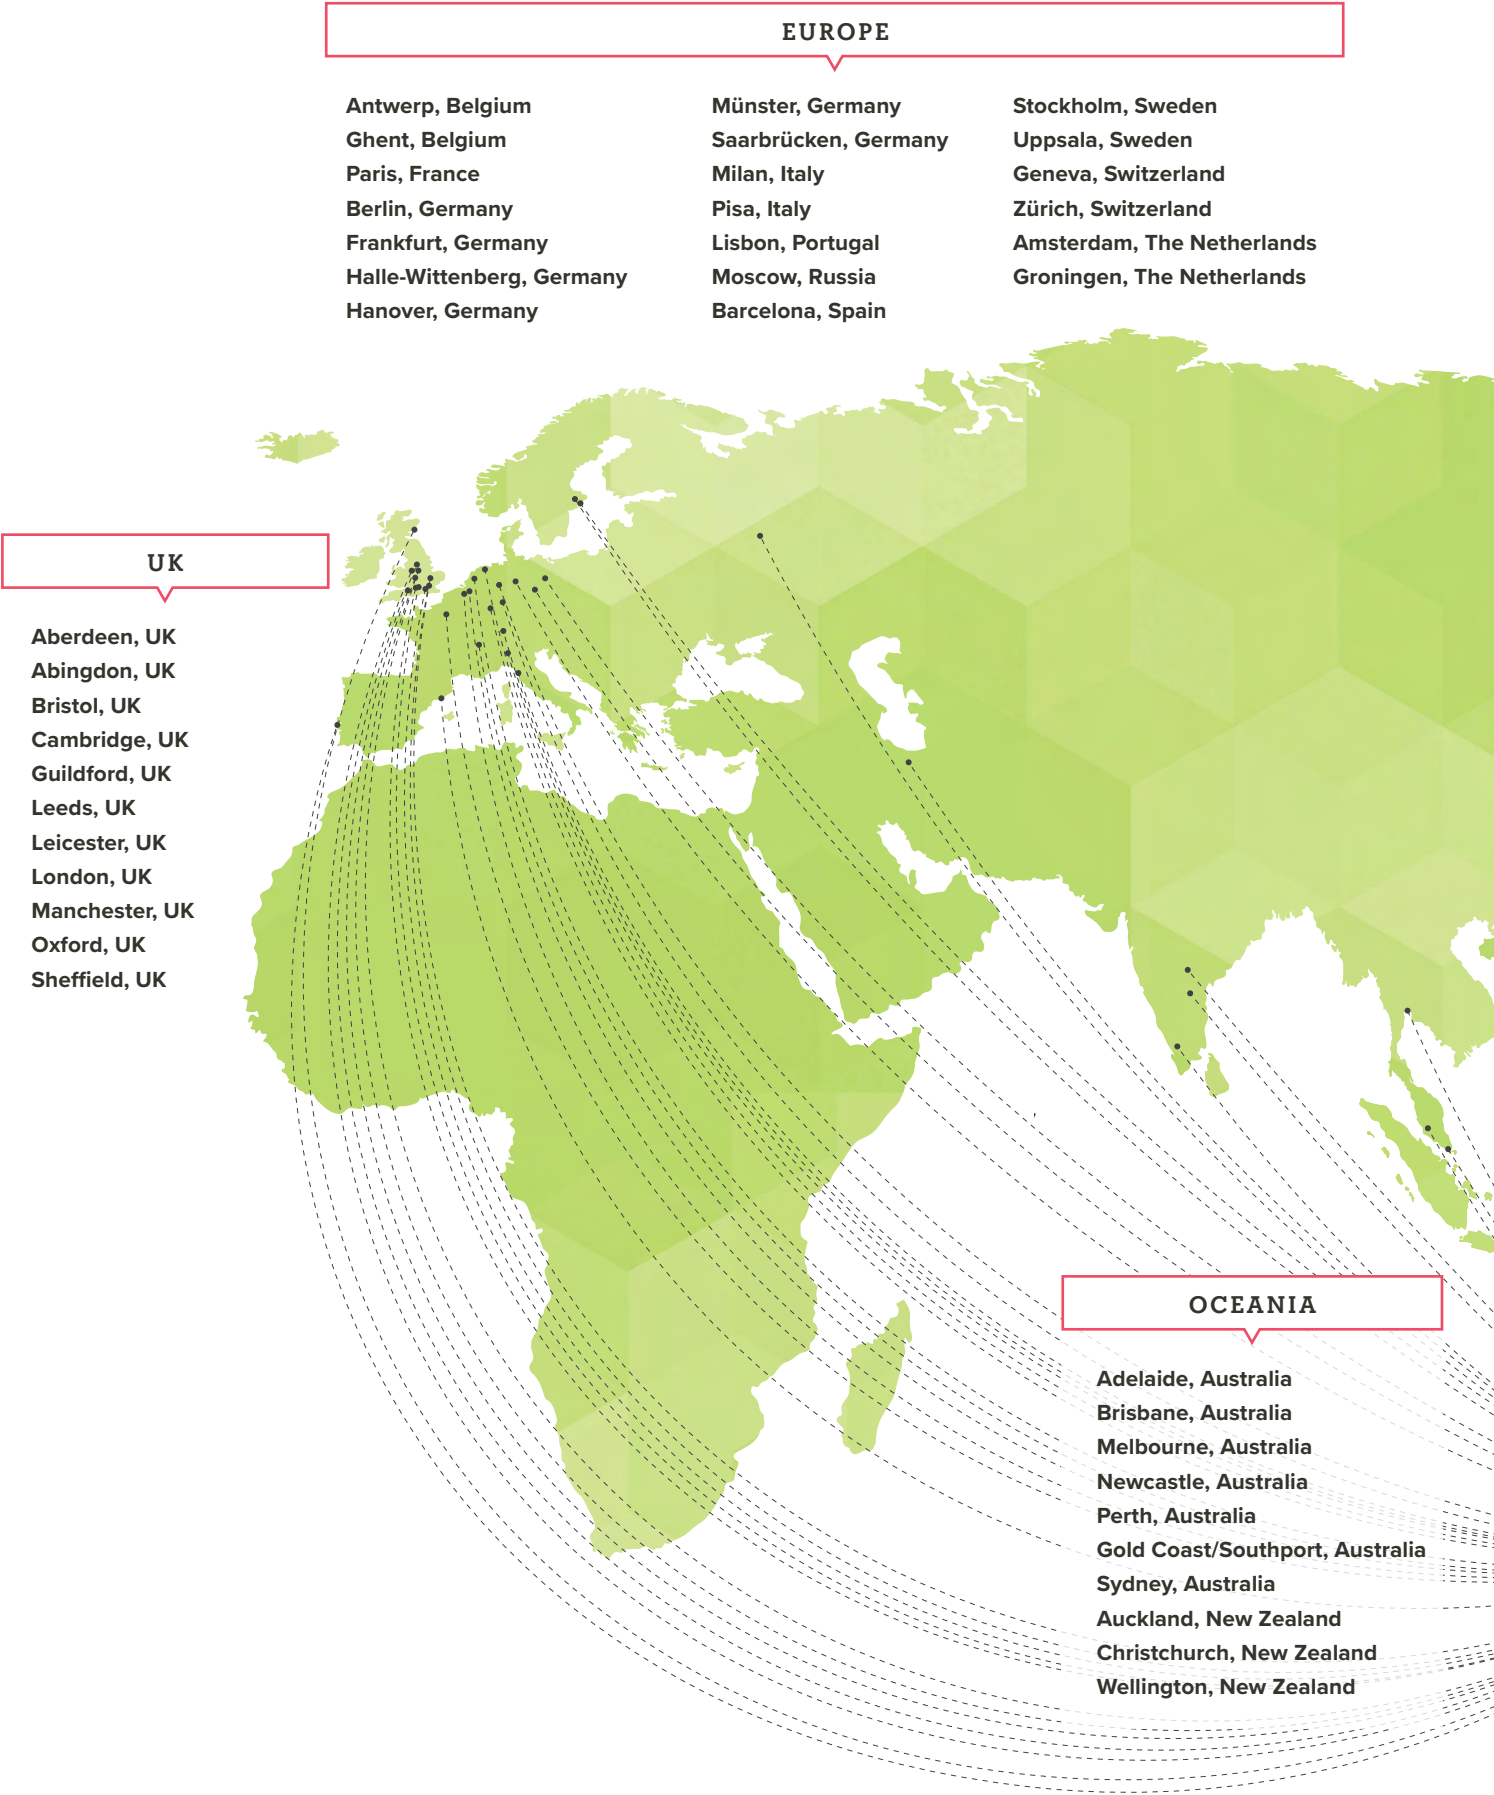 EUROPE
Antwerp, Belgium
Ghent, Belgium
Paris, France
Berlin, Germany
Frankfurt, Germany
Halle-Wittenberg, Germany
Hanover, Germany
Münster, Germany
Saarbrücken, Germany
Milan, Italy
Pisa, Italy
Lisbon, Portugal
Moscow, Russia
Barcelona, Spain
Stockholm, Sweden
Uppsala, Sweden
Geneva, Switzerland
Zürich, Switzerland
Amsterdam, The Netherlands
Groningen, The Netherlands
UK
Aberdeen, UK
Abingdon, UK
Bristol, UK
Cambridge, UK
Guildford, UK
Leeds, UK
Leicester, UK
London, UK
Manchester, UK
Oxford, UK
Sheffield, UK
OCEANIA
Adelaide, Australia
Brisbane, Australia
Melbourne, Australia
Newcastle, Australia
Perth, Australia
Gold Coast/Southport, Australia
Sydney, Australia
Auckland, New Zealand
Christchurch, New Zealand
Wellington, New Zealand